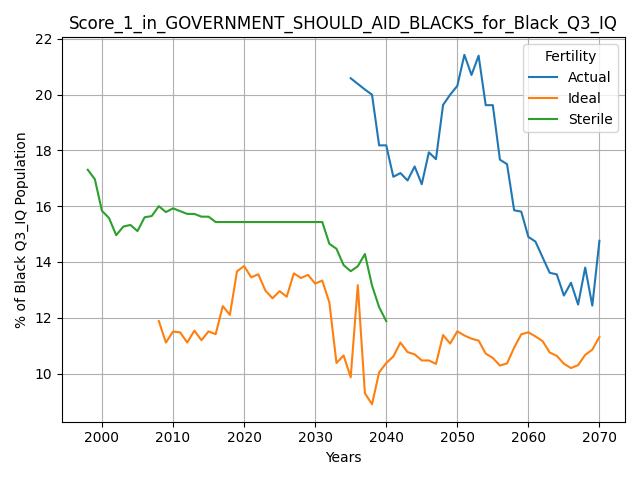 Score_1_in_GOVERNMENT_SHOULD_AID_BLACKS_for_Black_Q3_IQ
22
20
18
16
14
12
10
% of Black Q3_IQ Population
Fertility
Actual
Ideal
Sterile
2000 2010 2020 2030 2040 2050 2060 2070
Years